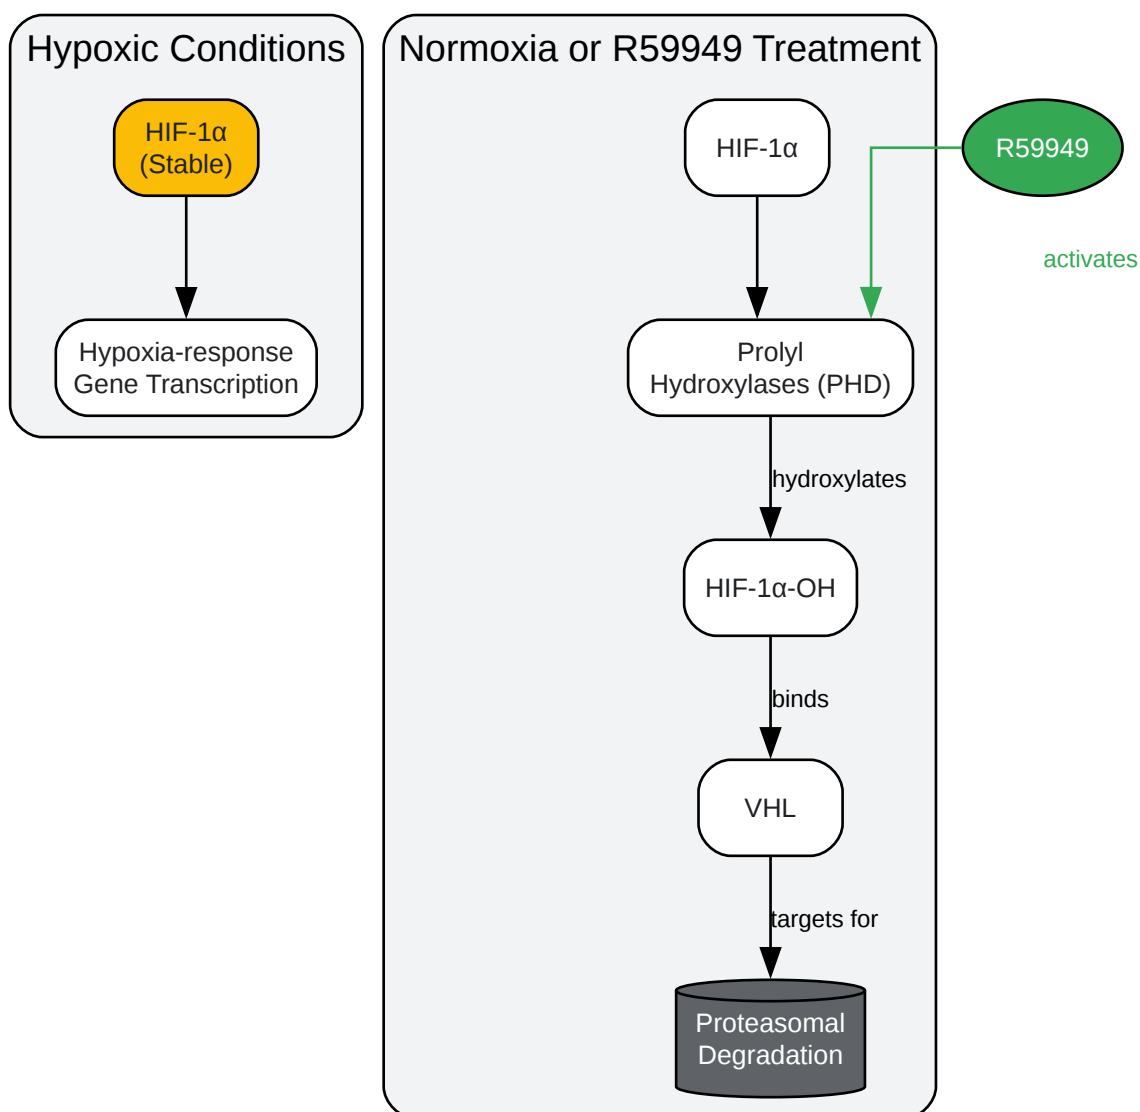 Hypoxic Conditions
HIF-1α
(Stable)
Hypoxia-response
Gene Transcription
Normoxia or R59949 Treatment
HIF-1α
R59949
activates
Prolyl
Hydroxylases (PHD)
hydroxylates
HIF-1α-OH
binds
VHL
targets for
Proteasomal
Degradation